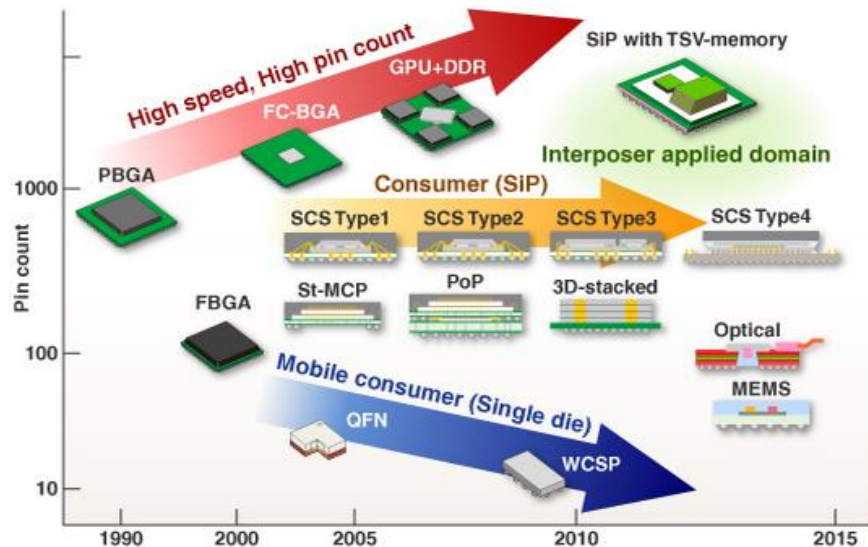 High speed, High pin count
SiP with TSV-memory
GPU+DDR
FC-BGA
Interposer applied domain
PBGA
1000
Consumer (SiP)
SCS Type1
SCS Type2
SCS Type3
SCS Type4
Pin count
St-MCP
PoP
3D-stacked
FBGA
Optical
100
Mobile consumer (Single die)
MEMS
QFN
WCSP
10
1990
2000
2005
2010
2015